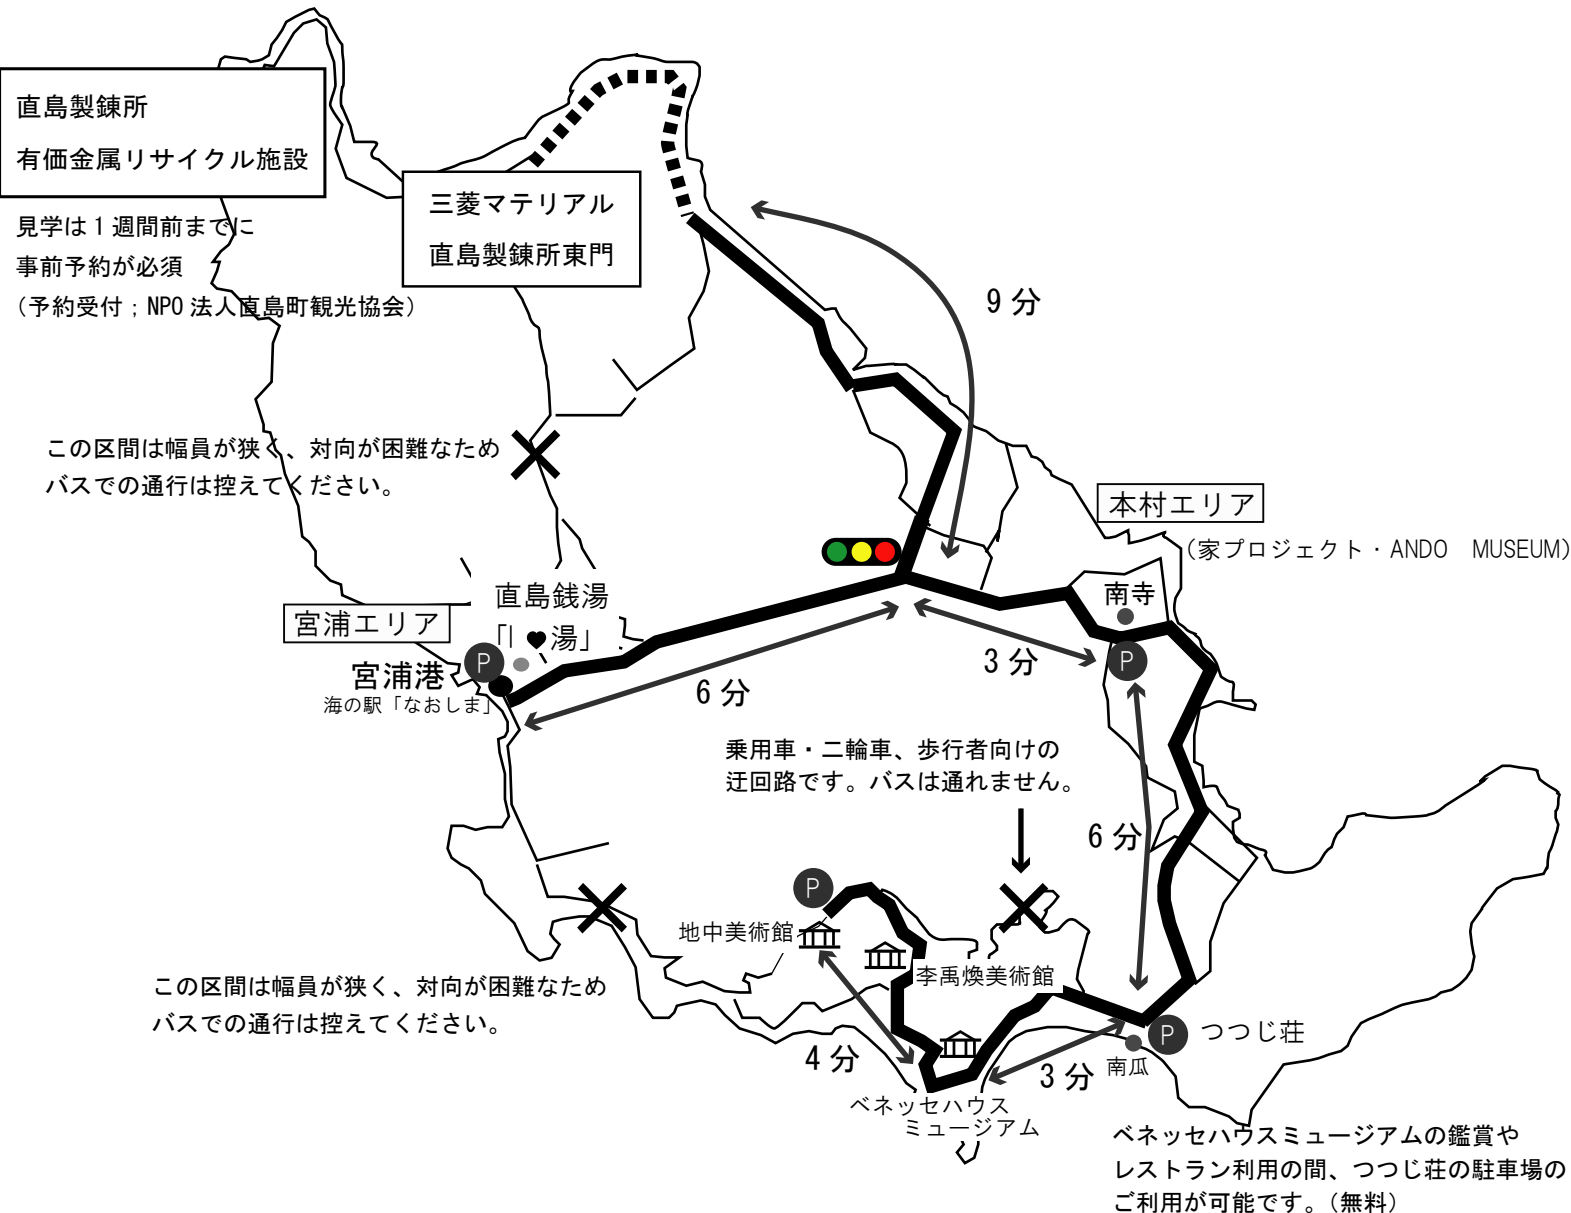 直島製錬所
有価金属リサイクル施設
見学は1週間前までに
事前予約が必須
（予約受付；NPO法人直島町観光協会）
三菱マテリアル
直島製錬所東門
9分
この区間は幅員が狭く、対向が困難なため
バスでの通行は控えてください。
本村エリア
（家プロジェクト・ANDO　MUSEUM）
直島銭湯
「I♥湯」
宮浦エリア
南寺
P
宮浦港
海の駅「なおしま」
P
3分
6分
乗用車・二輪車、歩行者向けの
迂回路です。バスは通れません。
6分
P
地中美術館
李禹煥美術館
この区間は幅員が狭く、対向が困難なため
バスでの通行は控えてください。
P
つつじ荘
南瓜
4分
3分
ベネッセハウス
ミュージアム
ベネッセハウスミュージアムの鑑賞や
レストラン利用の間、つつじ荘の駐車場の
ご利用が可能です。（無料）